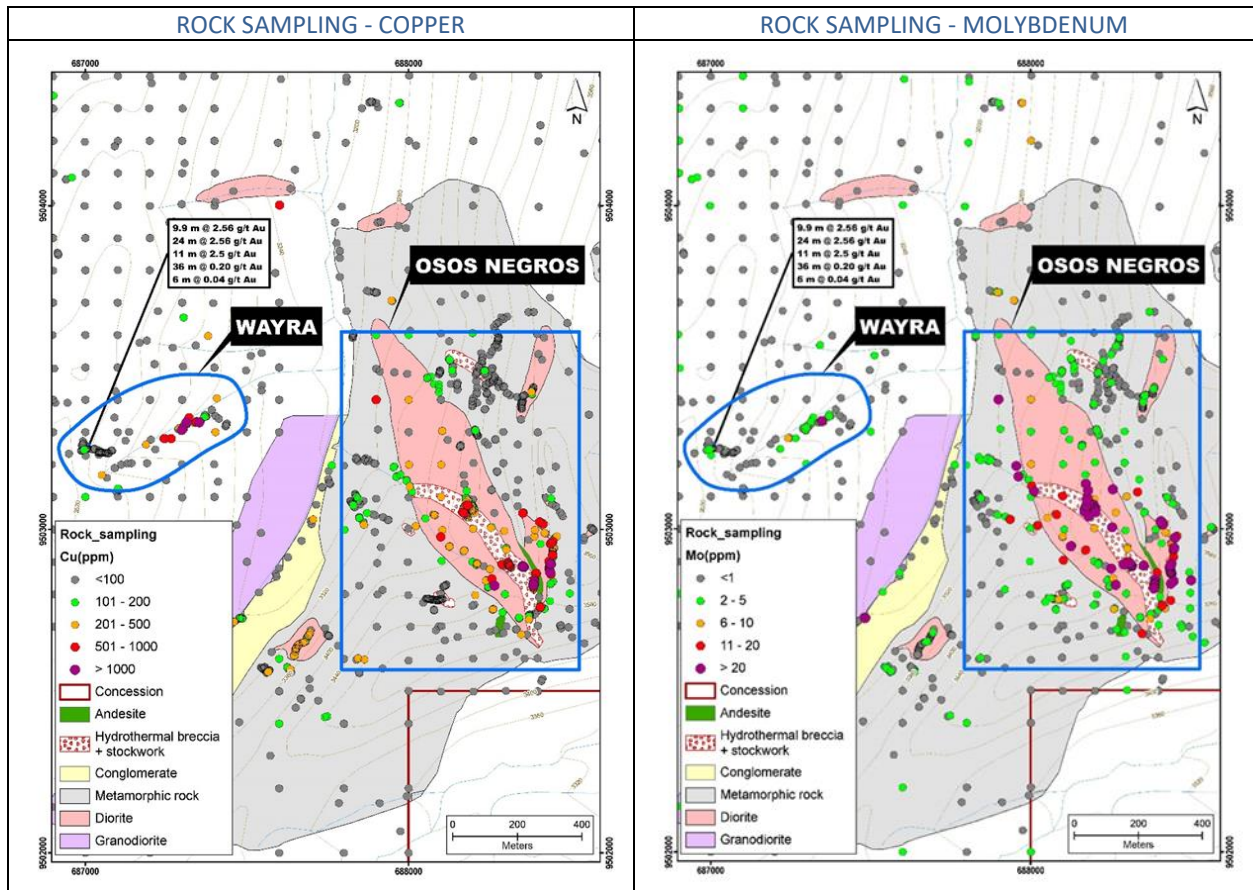 ROCK SAMPLING - COPPER
687000
688000
N
9504000
9503000
9502000
9.9 m @ 2.56 g/t Au
24 m @ 2.56 g/t Au
11 m @ 2.5 g/t Au
36 m @ 0.20 g/t Au
6 m @ 0.04 g/t Au
OSOS NEGROS
WAYRA
Rock_sampling
Cu(ppm)
<100
101 - 200
201 - 500
501 - 1000
> 1000
Concession
Andesite
Hydrothermal breccia
+ stockwork
Conglomerate
Metamorphic rock
Diorite
Granodiorite
0 200 400
Meters
687000
688000
ROCK SAMPLING - MOLYBDENUM
687000
688000
N
9504000
9503000
9502000
9.9 m @ 2.56 g/t Au
24 m @ 2.56 g/t Au
11 m @ 2.5 g/t Au
36 m @ 0.20 g/t Au
6 m @ 0.04 g/t Au
OSOS NEGROS
WAYRA
Rock_sampling
Mo(ppm)
<1
2 - 5
6 - 10
11 - 20
> 20
Concession
Andesite
Hydrothermal breccia
+ stockwork
Conglomerate
Metamorphic rock
Diorite
Granodiorite
0 200 400
Meters
687000
688000